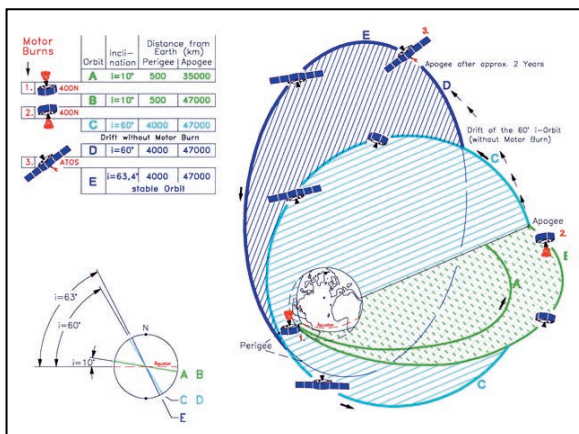 Motor
Burns
Orbit
Incli-
nation
Distance from
Earth (km)
Perigee Apogee
A i=10° 500 35000
1. 400N
B i=10° 500 47000
2. 400N
C i=60° 4000 47000
Drift without Motor Burn
D i=60° 4000 47000
3. ATOS
E i=63,4° 4000 47000
stable Orbit
E
3.
Apogee after approx. 2 Years
D
Drift of the 60° i-Orbit
(without Motor Burn)
C
Apogee
2.
B
A
1.
Equator
Perigee
C
i=63°
i=60°
i=10°
N
Equator
A B
C D
E